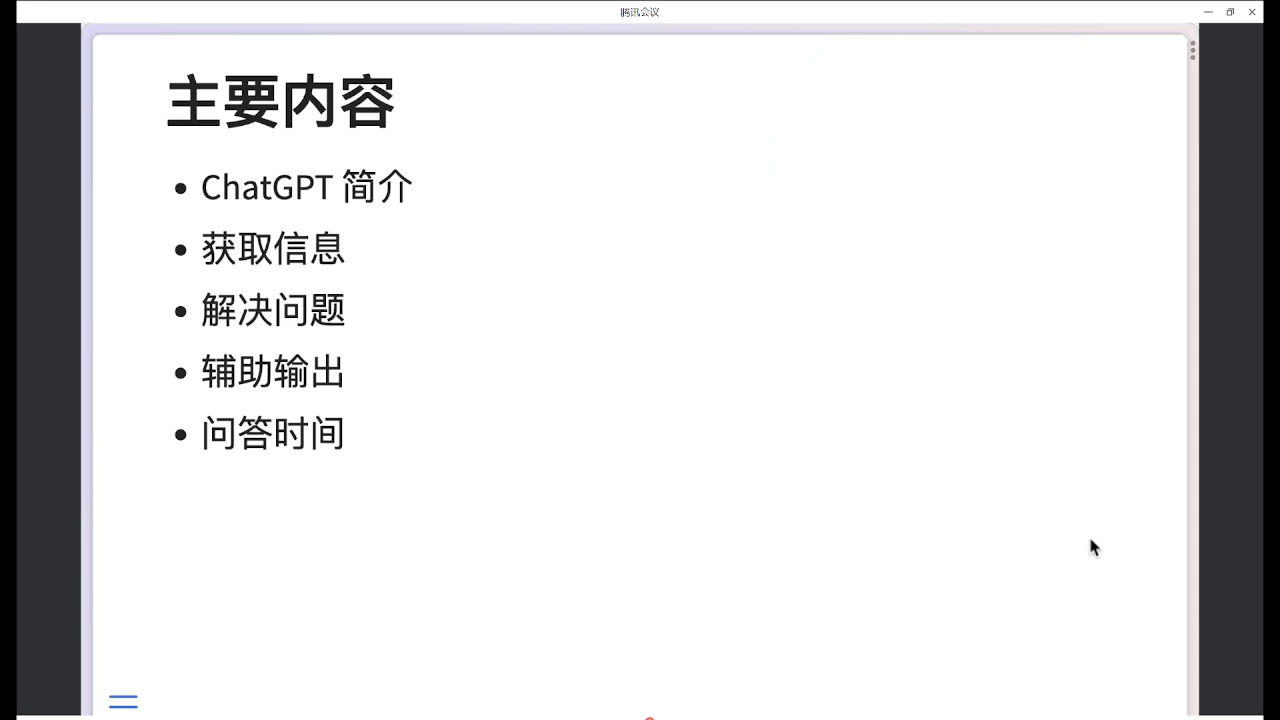 腾讯会议
主要内容
• ChatGPT 简介
• 获取信息
• 解决问题
• 辅助输出
• 问答时间